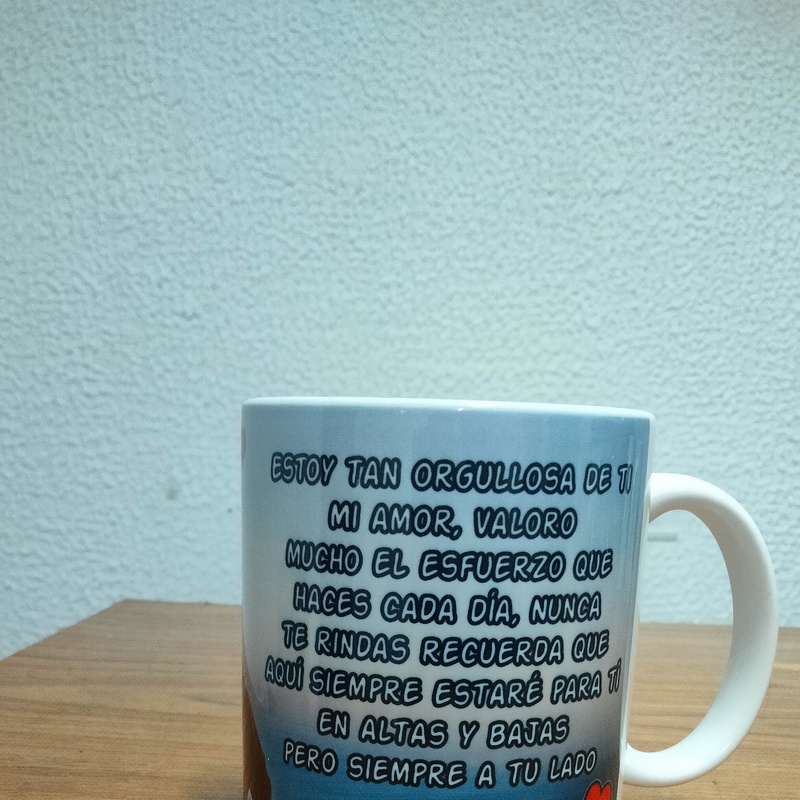 ESTOY TAN ORGULLOSA DE TI
MI AMOR, VALORO
MUCHO EL ESFUERZO QUE
HACES CADA DÍA, NUNCA
TE RINDAS RECUERDA QUE
AQUÍ SIEMPRE ESTARÉ PARA TÍ
EN ALTAS Y BAJAS
PERO SIEMPRE A TU LADO